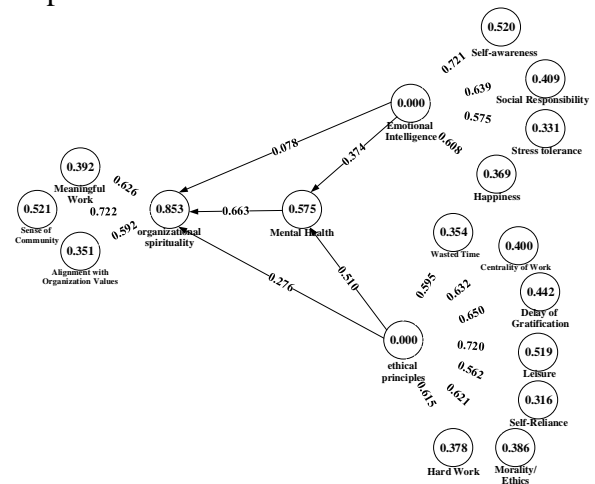 0.520
Self-awareness
0.721
0.409
Social Responsibility
0.639
0.000
Emotional
Intelligence
0.575
0.331
Stress tolerance
0.608
0.369
Happiness
0.078
0.374
0.392
Meaningful
Work
0.626
0.521
Sense of
Community
0.722
0.853
organizational
spirituality
0.663
0.575
Mental Health
0.592
0.351
Alignment with
Organization Values
0.276
0.510
0.354
Wasted Time
0.595
0.400
Centrality of Work
0.632
0.442
Delay of
Gratification
0.650
0.000
ethical
principles
0.720
0.519
Leisure
0.562
0.316
Self-Reliance
0.621
0.615
0.378
Hard Work
0.386
Morality/
Ethics